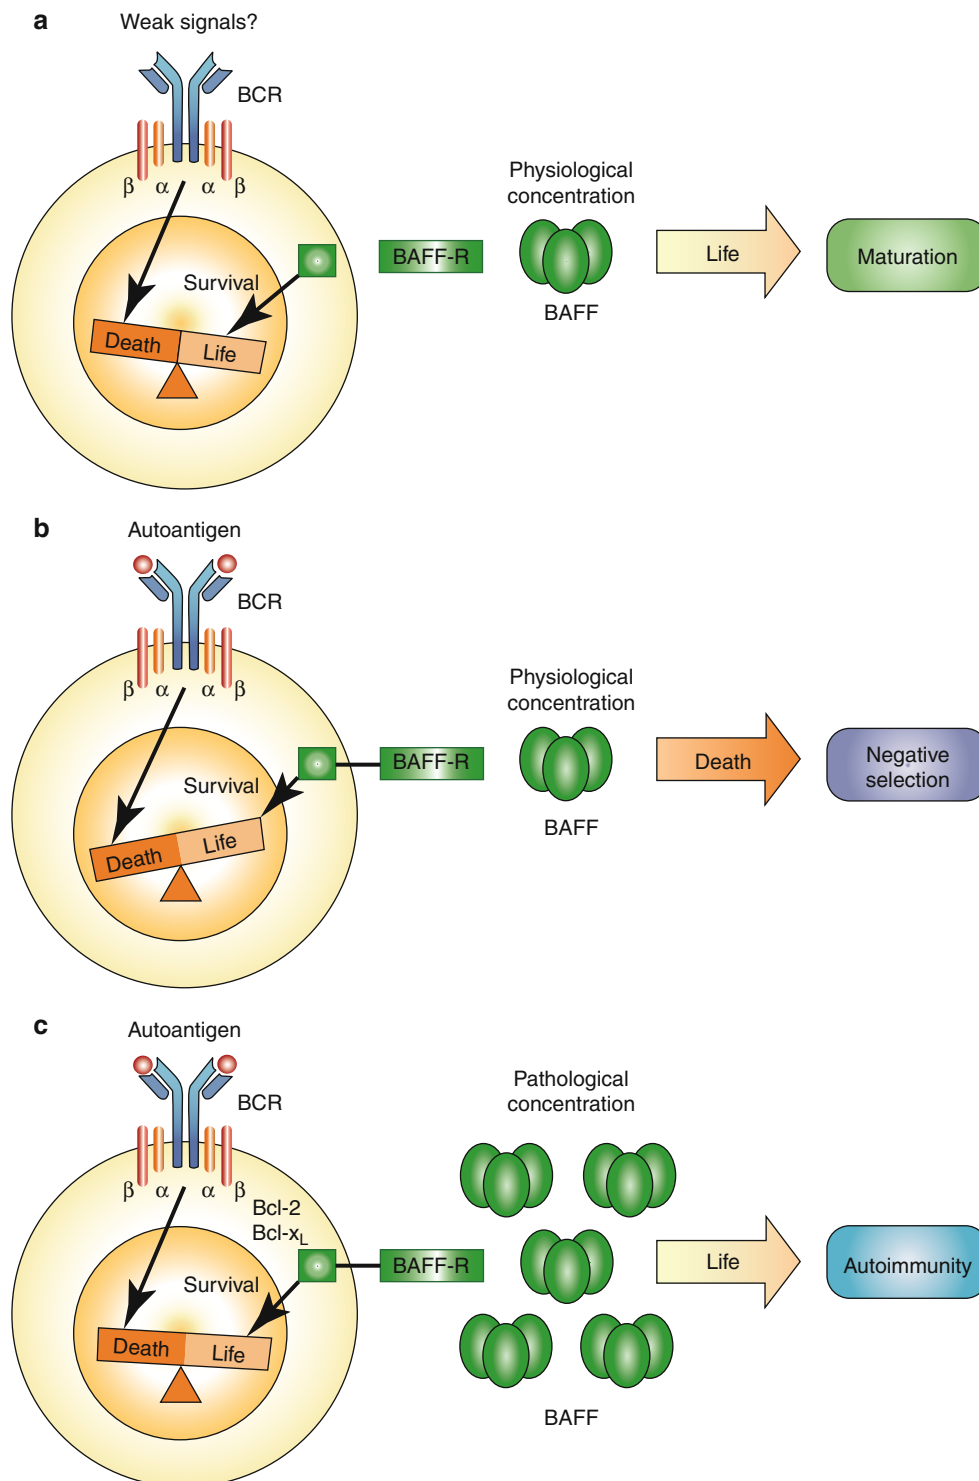 a
Weak signals?
BCR
β α α β
Physiological
concentration
BAFF-R
Survival
Death Life
BAFF
Life
Maturation
b
Autoantigen
BCR
β α α β
Physiological
concentration
BAFF-R
Survival
Death Life
BAFF
Death
Negative
selection
c
Autoantigen
BCR
β α α β
Bcl-2
Bcl-xL
Pathological
concentration
BAFF-R
Survival
Death Life
BAFF
Life
Autoimmunity